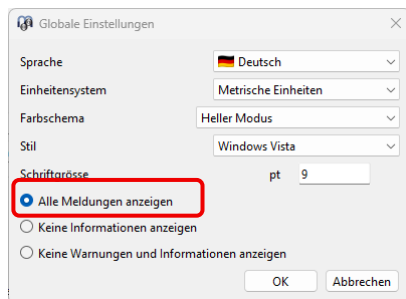 Globale Einstellungen
Sprache Deutsch
Einheitensystem Metrische Einheiten
Farbschema Heller Modus
Stil Windows Vista
Schriftgrösse pt 9
Alle Meldungen anzeigen
Keine Informationen anzeigen
Keine Warnungen und Informationen anzeigen
OK Abbrechen